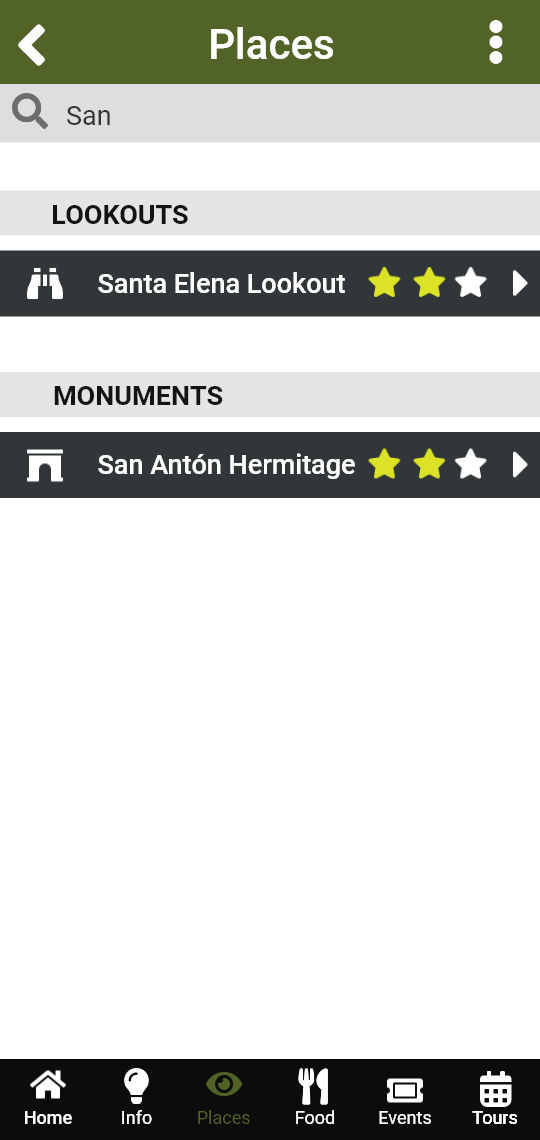 Places
San
LOOKOUTS
Santa Elena Lookout
MONUMENTS
San Antón Hermitage
Home Info Places Food Events Tours